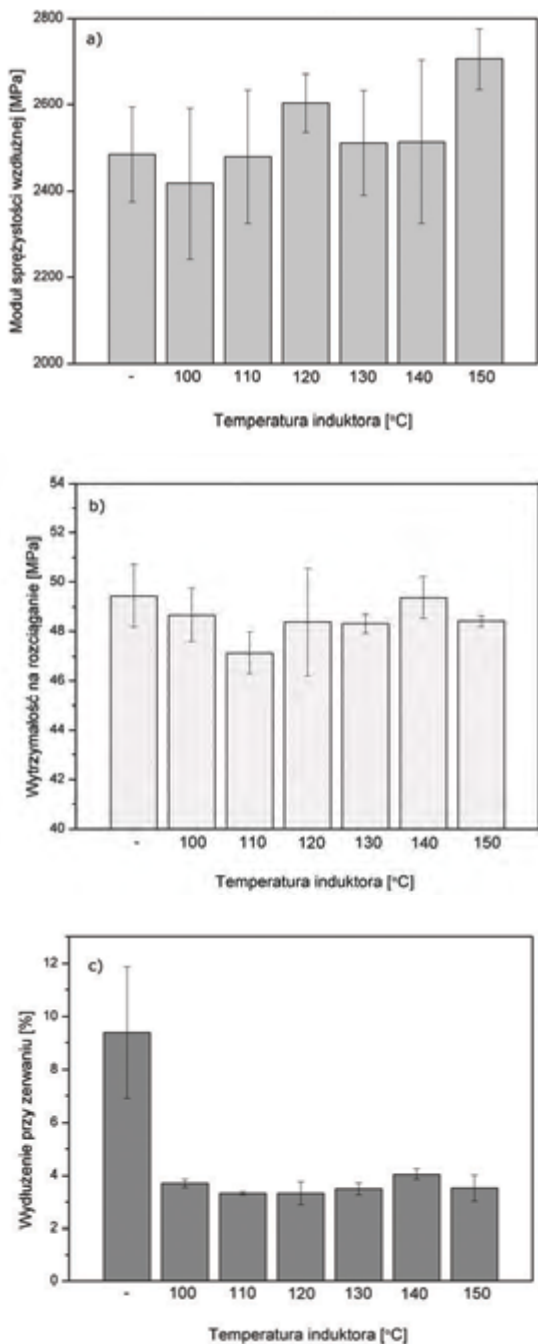 a)
Moduł sprężystości wzdłużnej [MPa]
2800
2600
2400
2200
2000
- 100 110 120 130 140 150
Temperatura induktora [°C]
b)
Wytrzymałość na rozciąganie [MPa]
54
52
50
48
46
44
42
40
- 100 110 120 130 140 150
Temperatura induktora [°C]
c)
Wydłużenie przy zerwaniu [%]
12
10
8
6
4
2
0
- 100 110 120 130 140 150
Temperatura induktora [°C]